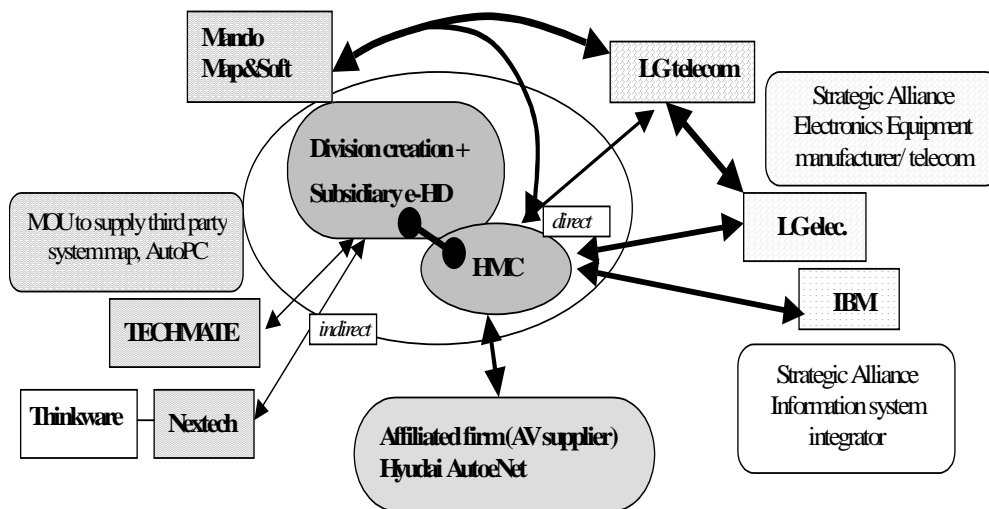 Mando
Map&Soft
LG telecom
Strategic Alliance
Electronics Equipment
manufacturer/ telecom
Division creation +
Subsidiary e-HD
MOU to supply third party
system map, AutoPC
direct
LG elec.
HMC
IBM
TECHMATE
indirect
Strategic Alliance
Information system
integrator
Thinkware
Nextech
Affiliated firm (AV supplier)
Hyudai AutoeNet